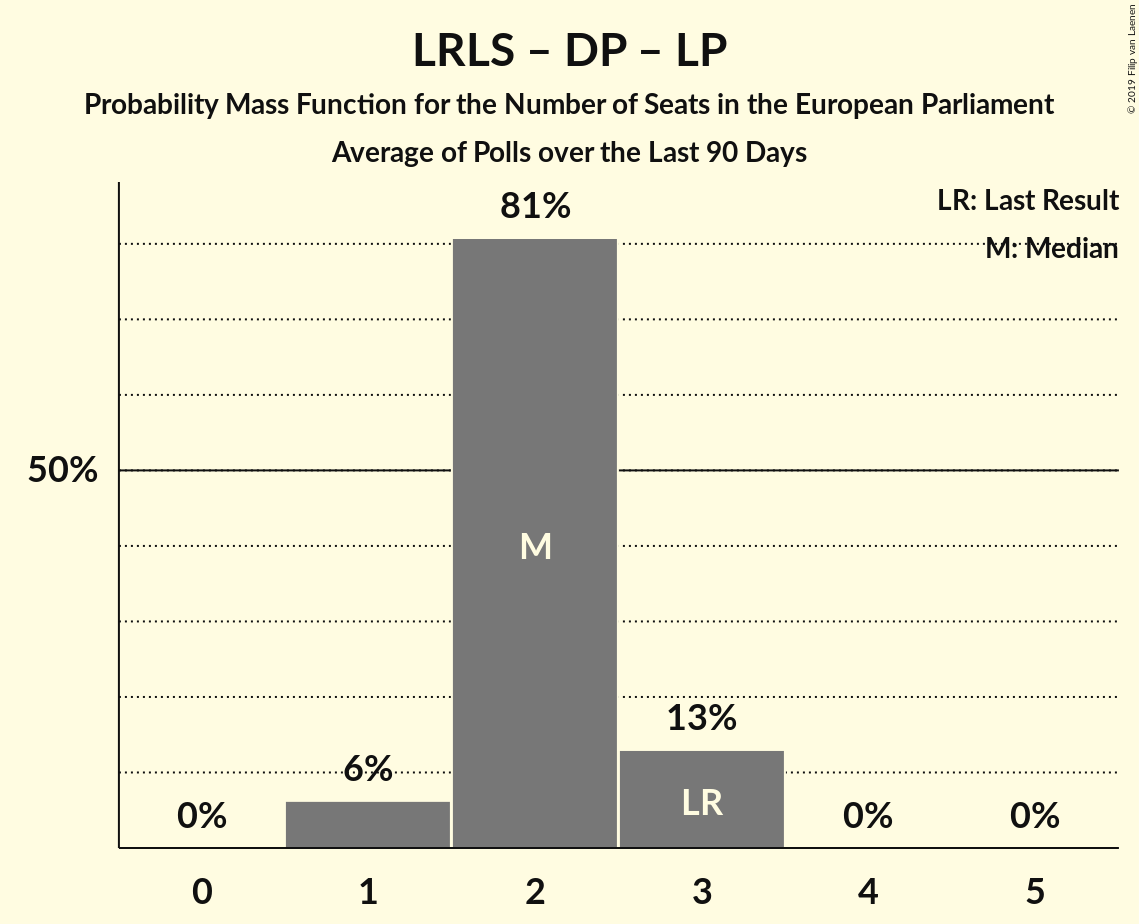 LRLS – DP – LP
Probability Mass Function for the Number of Seats in the European Parliament
Average of Polls over the Last 90 Days
© 2019 Filip van Laenen
LR: Last Result
M: Median
81%
50%
M
13%
6%
LR
0%
0%
0%
0
1
2
3
4
5